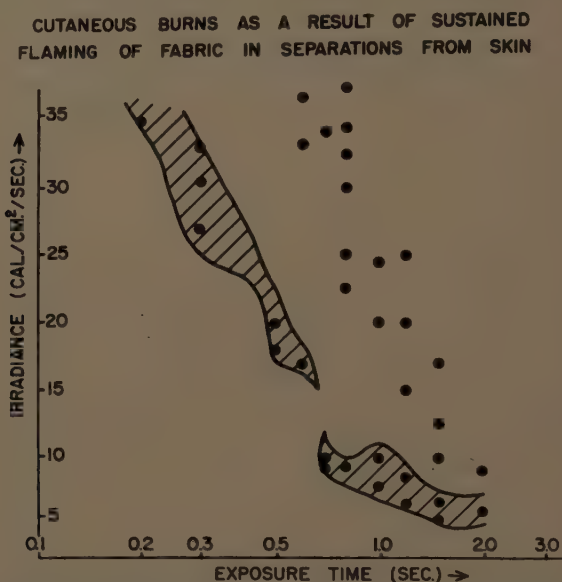 CUTANEOUS BURNS AS A RESULT OF SUSTAINED
FLAMING OF FABRIC IN SEPARATIONS FROM SKIN
IRRADIANCE (CAL./CM²/SEC.)→
35
30
25
20
15
10
5
0.1 0.2 0.3 0.5 1.0 2.0 3.0
EXPOSURE TIME (SEC.)→